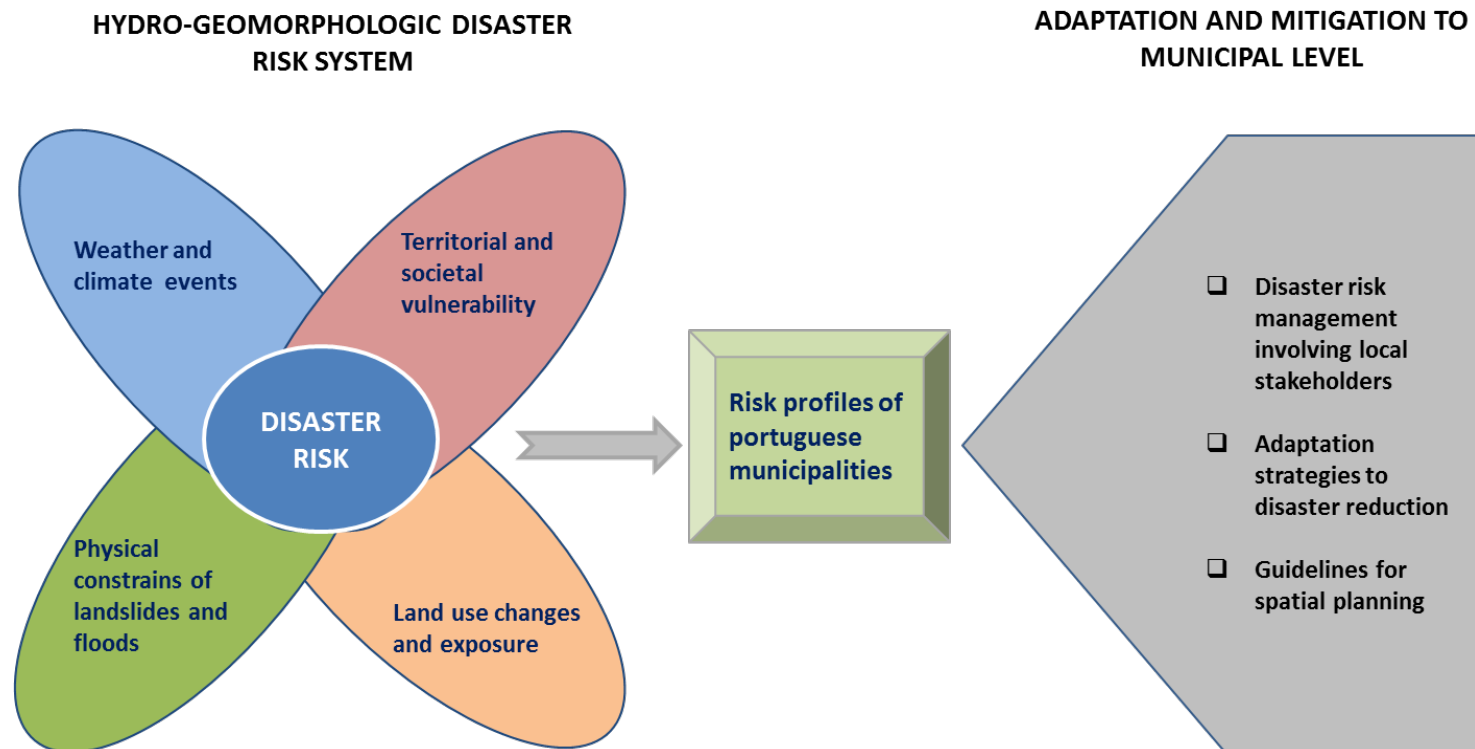 HYDRO-GEOMORPHOLOGIC DISASTER
RISK SYSTEM
ADAPTATION AND MITIGATION TO
MUNICIPAL LEVEL
Weather and
climate events
Territorial and
societal
vulnerability
DISASTER
RISK
Physical
constrains of
landslides and
floods
Land use changes
and exposure
Risk profiles of
portuguese
municipalities
Disaster risk
management
involving local
stakeholders
Adaptation
strategies to
disaster reduction
Guidelines for
spatial planning